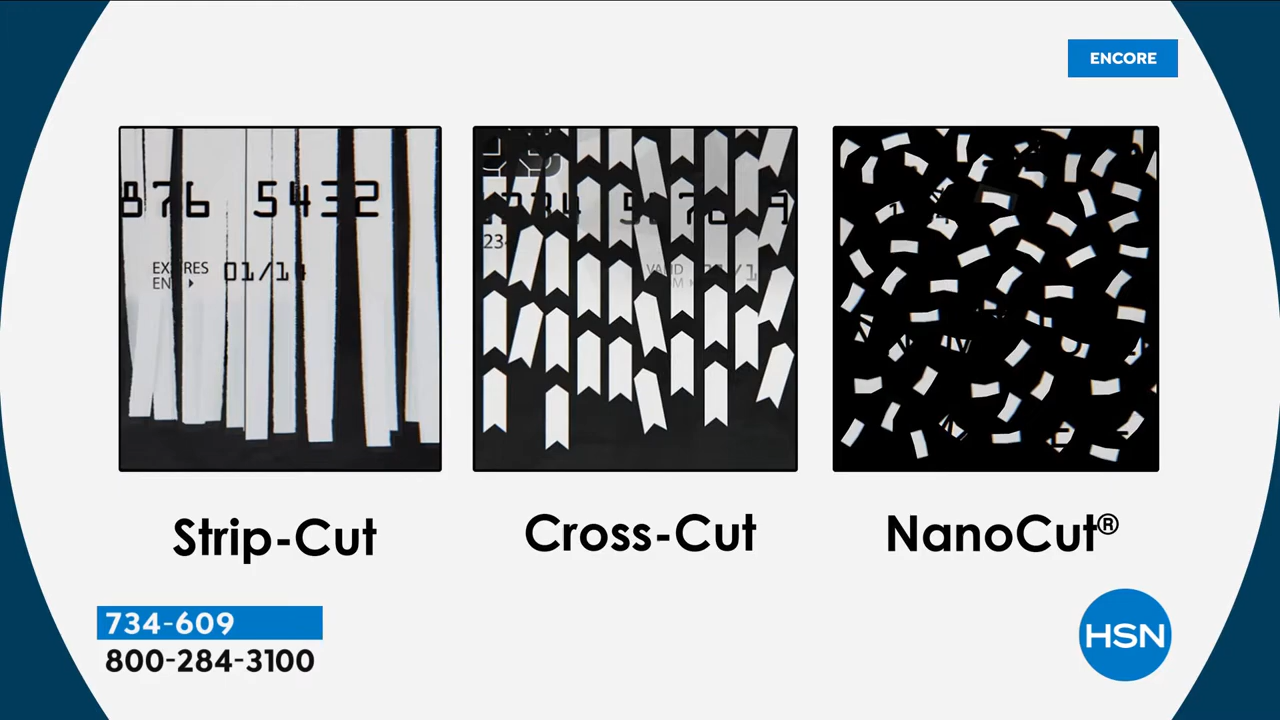 ENCORE
876 5432
EXPIRES
END
01/14
Strip-Cut
Cross-Cut
NanoCut®
734-609
800-284-3100
HSN